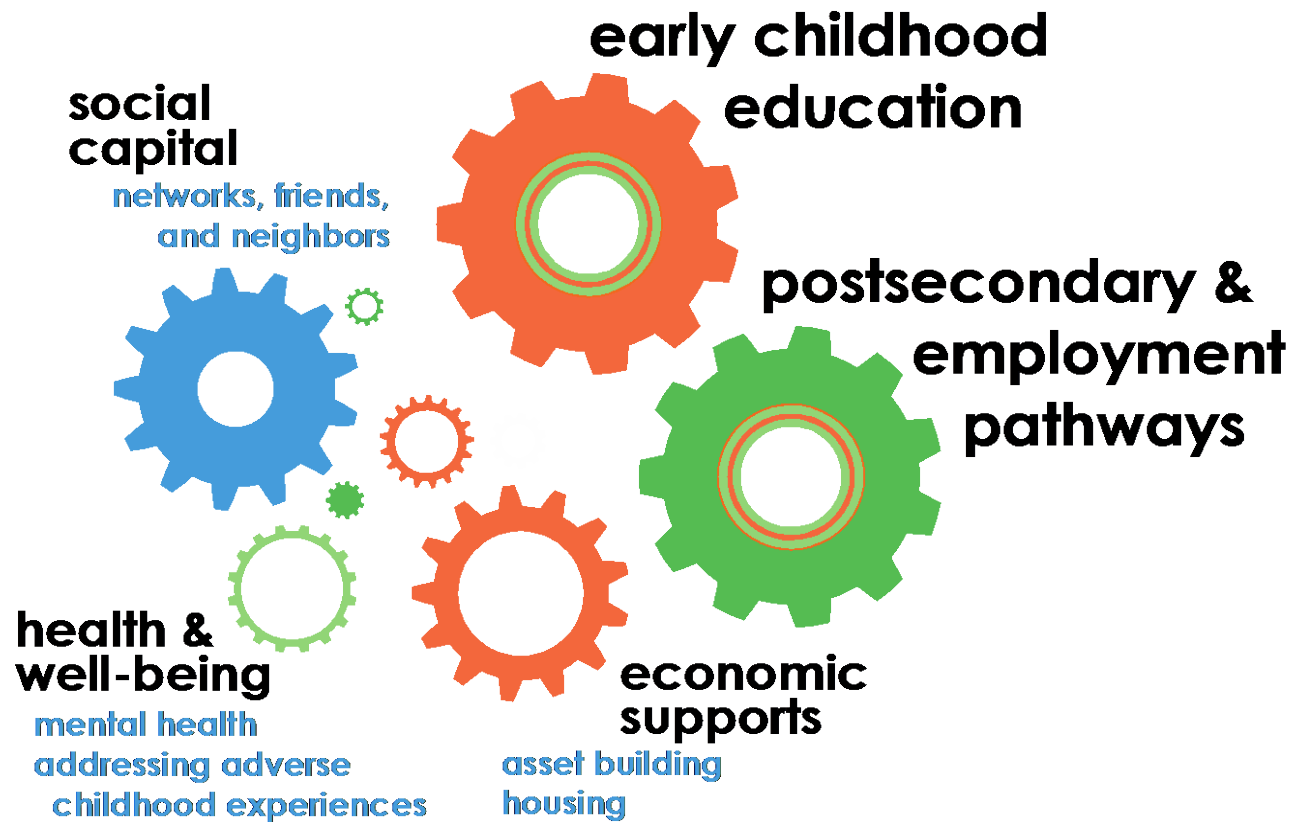 early childhood
education
social
capital
networks, friends,
and neighbors
postsecondary &
employment
pathways
health &
well-being
mental health
addressing adverse
childhood experiences
economic
supports
asset building
housing